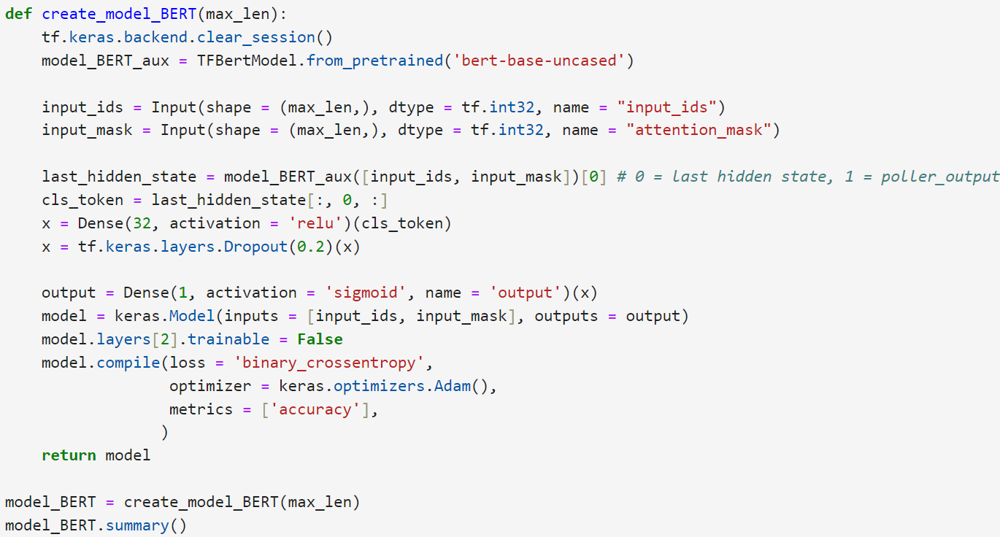 def create_model_BERT(max_len):
    tf.keras.backend.clear_session()
    model_BERT_aux = TFBertModel.from_pretrained('bert-base-uncased')

    input_ids = Input(shape = (max_len,), dtype = tf.int32, name = "input_ids")
    input_mask = Input(shape = (max_len,), dtype = tf.int32, name = "attention_mask")

    last_hidden_state = model_BERT_aux([input_ids, input_mask])[0] # 0 = last hidden state, 1 = poller_output
    cls_token = last_hidden_state[:, 0, :]
    x = Dense(32, activation = 'relu')(cls_token)
    x = tf.keras.layers.Dropout(0.2)(x)

    output = Dense(1, activation = 'sigmoid', name = 'output')(x)
    model = keras.Model(inputs = [input_ids, input_mask], outputs = output)
    model.layers[2].trainable = False
    model.compile(loss = 'binary_crossentropy',
                  optimizer = keras.optimizers.Adam(),
                  metrics = ['accuracy'],
                 )
    return model

model_BERT = create_model_BERT(max_len)
model_BERT.summary()